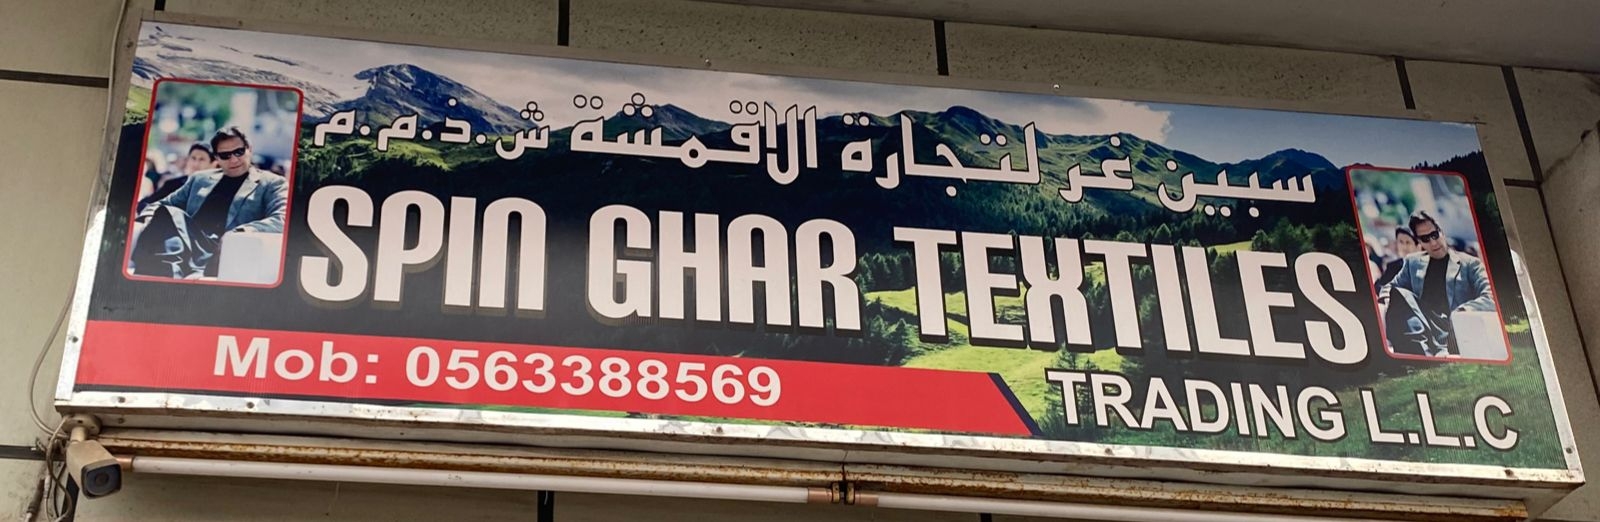 سبين غر لتجارة الاقمشة ش.ذ.م.م
SPIN GHAR TEXTILES
TRADING L.L.C
Mob: 0563388569